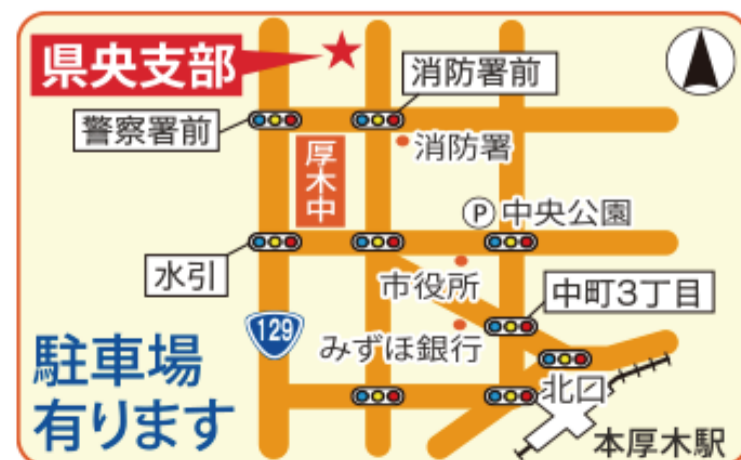 県央支部
消防署前
警察署前
消防署
厚木中
P 中央公園
水引
市役所
中町3丁目
129
みずほ銀行
駐車場
有ります
北口
本厚木駅